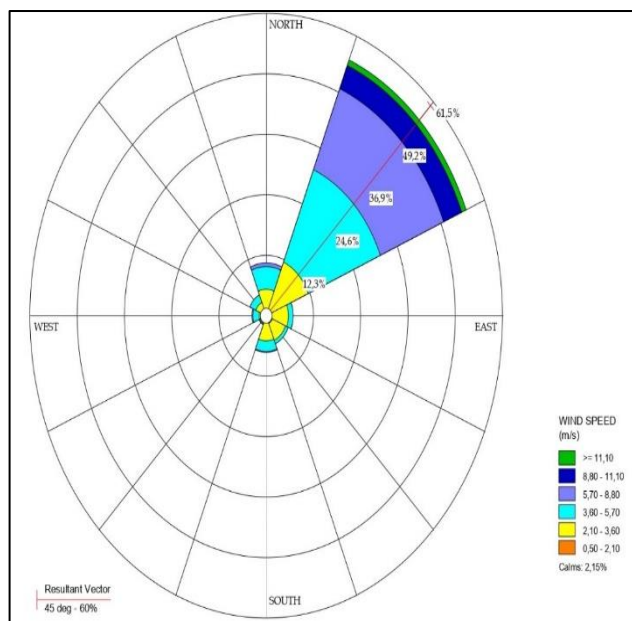 NORTH
61,5%
49,2%
36,9%
24,6%
12,3%
WEST
EAST
WIND SPEED
(m/s)
>= 11,10
8,80 - 11,10
5,70 - 8,80
3,60 - 5,70
2,10 - 3,60
0,50 - 2,10
Calms: 2,15%
Resultant Vector
45 deg - 60%
SOUTH